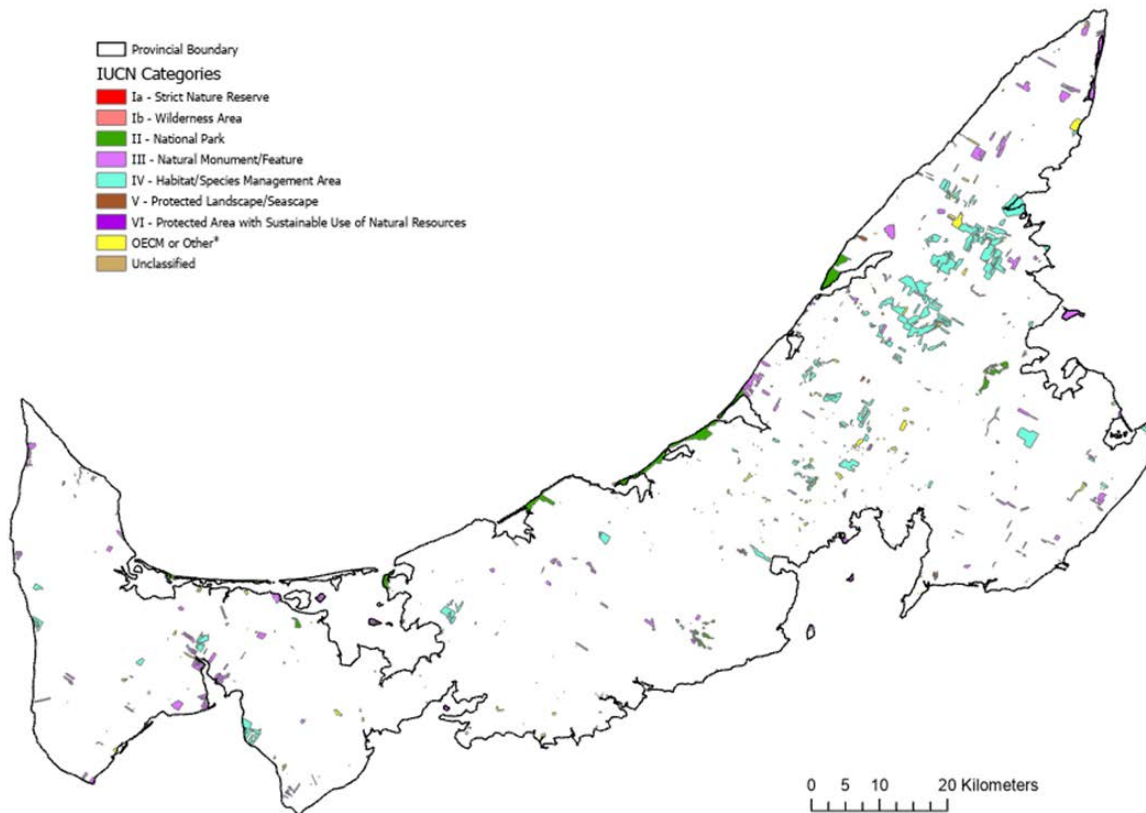 Provincial Boundary
IUCN Categories
Ia - Strict Nature Reserve
Ib - Wilderness Area
II - National Park
III - Natural Monument/Feature
IV - Habitat/Species Management Area
V - Protected Landscape/Seascape
VI - Protected Area with Sustainable Use of Natural Resources
OECM or Other*
Unclassified
0 5 10 20 Kilometers